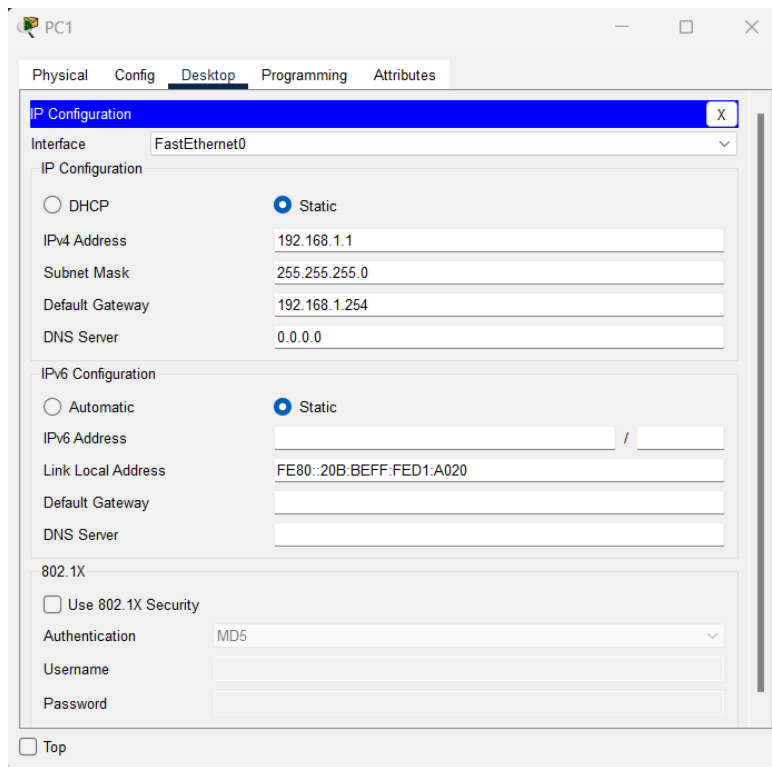 PC1
Physical Config Desktop Programming Attributes
IP Configuration X
Interface FastEthernet0
IP Configuration
DHCP Static
IPv4 Address 192.168.1.1
Subnet Mask 255.255.255.0
Default Gateway 192.168.1.254
DNS Server 0.0.0.0
IPv6 Configuration
Automatic Static
IPv6 Address /
Link Local Address FE80::20B:BEFF:FED1:A020
Default Gateway
DNS Server
802.1X
Use 802.1X Security
Authentication MD5
Username
Password
Top